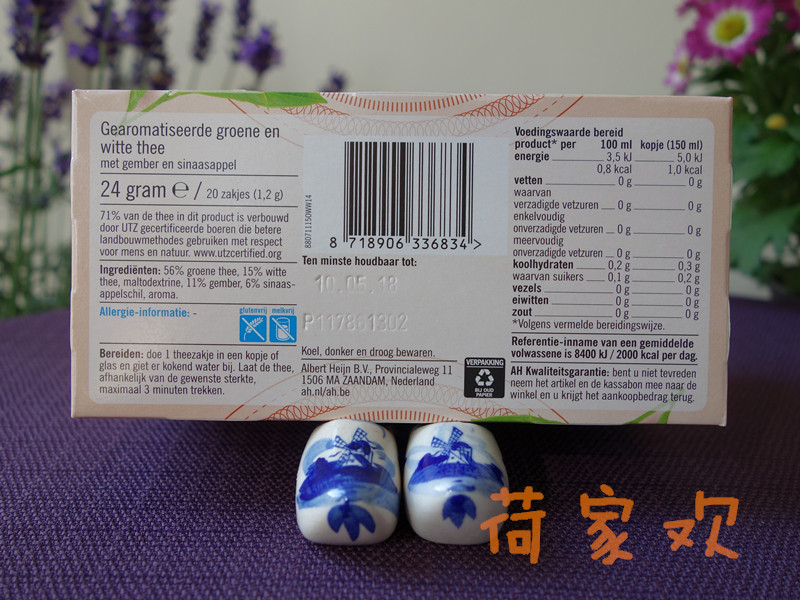 Gearomatiseerde groene en
witte thee
met gember en sinaasappel
24 gram ℮ / 20 zakjes (1,2 g)
71% van de thee in dit product is verbouwd
door UTZ gecertificeerde boeren die betere
landbouwmethodes gebruiken met respect
voor mens en natuur. www.utzcertified.org
Ingrediënten: 56% groene thee, 15% witte
thee, maltodextrine, 11% gember, 6% sinaas-
appelschil, aroma.
Allergie-informatie: -
glutenvrij melkvrij
Bereiden: doe 1 theezakje in een kopje of
glas en giet er kokend water bij. Laat de thee,
afhankelijk van de gewenste sterkte,
maximaal 3 minuten trekken.
8807111150WW14
8 718906 336834 >
Ten minste houdbaar tot:
10.05.18
P117861302
Koel, donker en droog bewaren.
Albert Heijn B.V., Provincialeweg 11
1506 MA ZAANDAM, Nederland
ah.nl/ah.be
VERPAKKING
BIJ OUD
PAPIER
Voedingswaarde bereid
product* per 100 ml kopje (150 ml)
energie 3,5 kJ 5,0 kJ
0,8 kcal 1,0 kcal
vetten 0 g 0 g
waarvan
verzadigde vetzuren 0 g 0 g
enkelvoudig
onverzadigde vetzuren 0 g 0 g
meervoudig
onverzadigde vetzuren 0 g 0 g
koolhydraten 0,2 g 0,3 g
waarvan suikers 0,1 g 0,2 g
vezels 0 g 0 g
eiwitten 0 g 0 g
zout 0 g 0 g
*Volgens vermelde bereidingswijze.
Referentie-inname van een gemiddelde
volwassene is 8400 kJ / 2000 kcal per dag.
AH Kwaliteitsgarantie: bent u niet tevreden
neem het artikel en de kassabon mee naar de
winkel en u krijgt het aankoopbedrag terug.
荷家欢